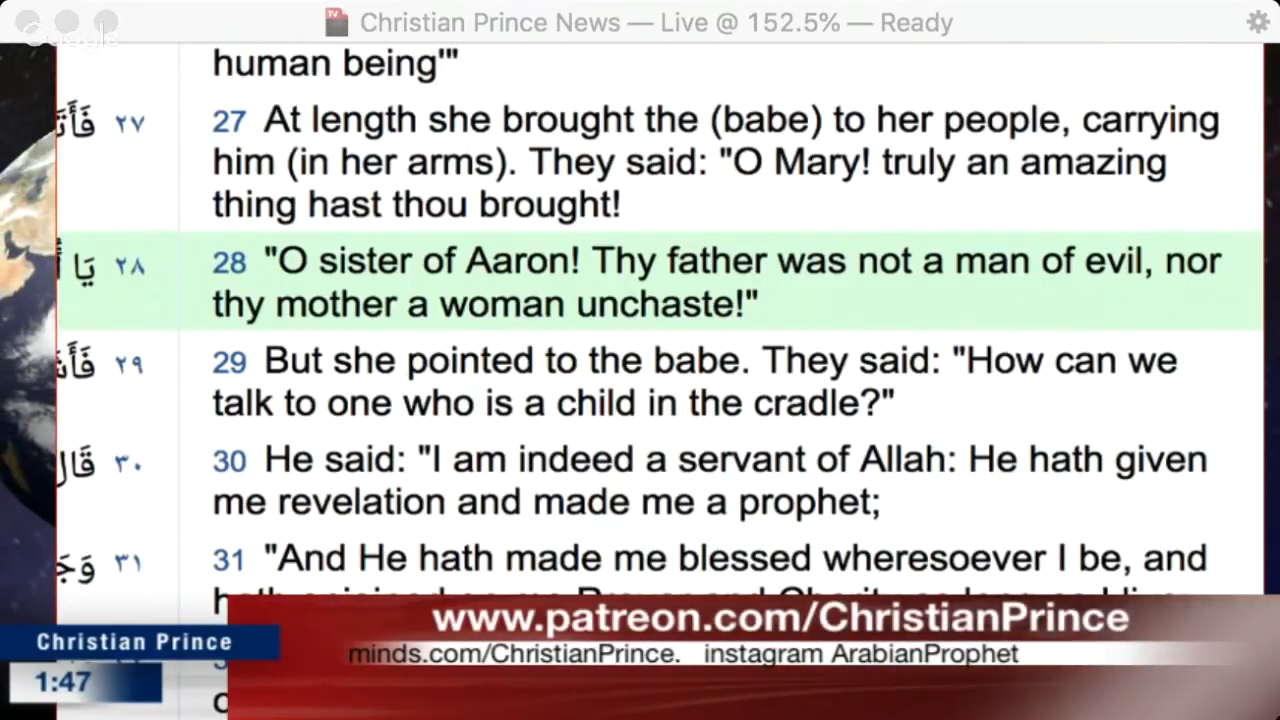 Christian Prince News — Live @ 152.5% — Ready
Google
human being'"
فَأَتَ ٢٧ 27 At length she brought the (babe) to her people, carrying
him (in her arms). They said: "O Mary! truly an amazing
thing hast thou brought!
يَا أُ ٢٨ 28 "O sister of Aaron! Thy father was not a man of evil, nor
thy mother a woman unchaste!"
فَأَشَ ٢٩ 29 But she pointed to the babe. They said: "How can we
talk to one who is a child in the cradle?"
قَالَ ٣٠ 30 He said: "I am indeed a servant of Allah: He hath given
me revelation and made me a prophet;
وَجَ ٣١ 31 "And He hath made me blessed wheresoever I be, and
www.patreon.com/ChristianPrince
Christian Prince
minds.com/ChristianPrince. instagram ArabianProphet
1:47